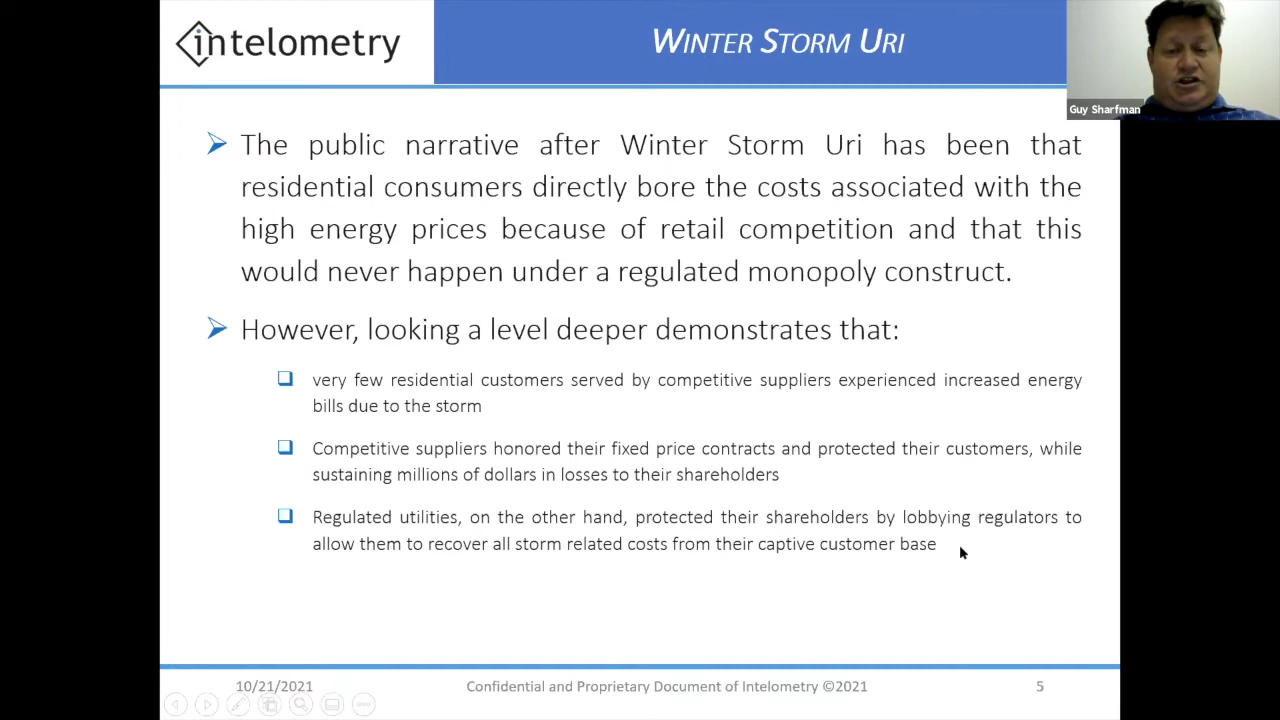 intelometry
WINTER STORM URI
Guy Sharfman
The public narrative after Winter Storm Uri has been that
residential consumers directly bore the costs associated with the
high energy prices because of retail competition and that this
would never happen under a regulated monopoly construct.
However, looking a level deeper demonstrates that:
very few residential customers served by competitive suppliers experienced increased energy
bills due to the storm
Competitive suppliers honored their fixed price contracts and protected their customers, while
sustaining millions of dollars in losses to their shareholders
Regulated utilities, on the other hand, protected their shareholders by lobbying regulators to
allow them to recover all storm related costs from their captive customer base
10/21/2021
Confidential and Proprietary Document of Intelometry ©2021
5